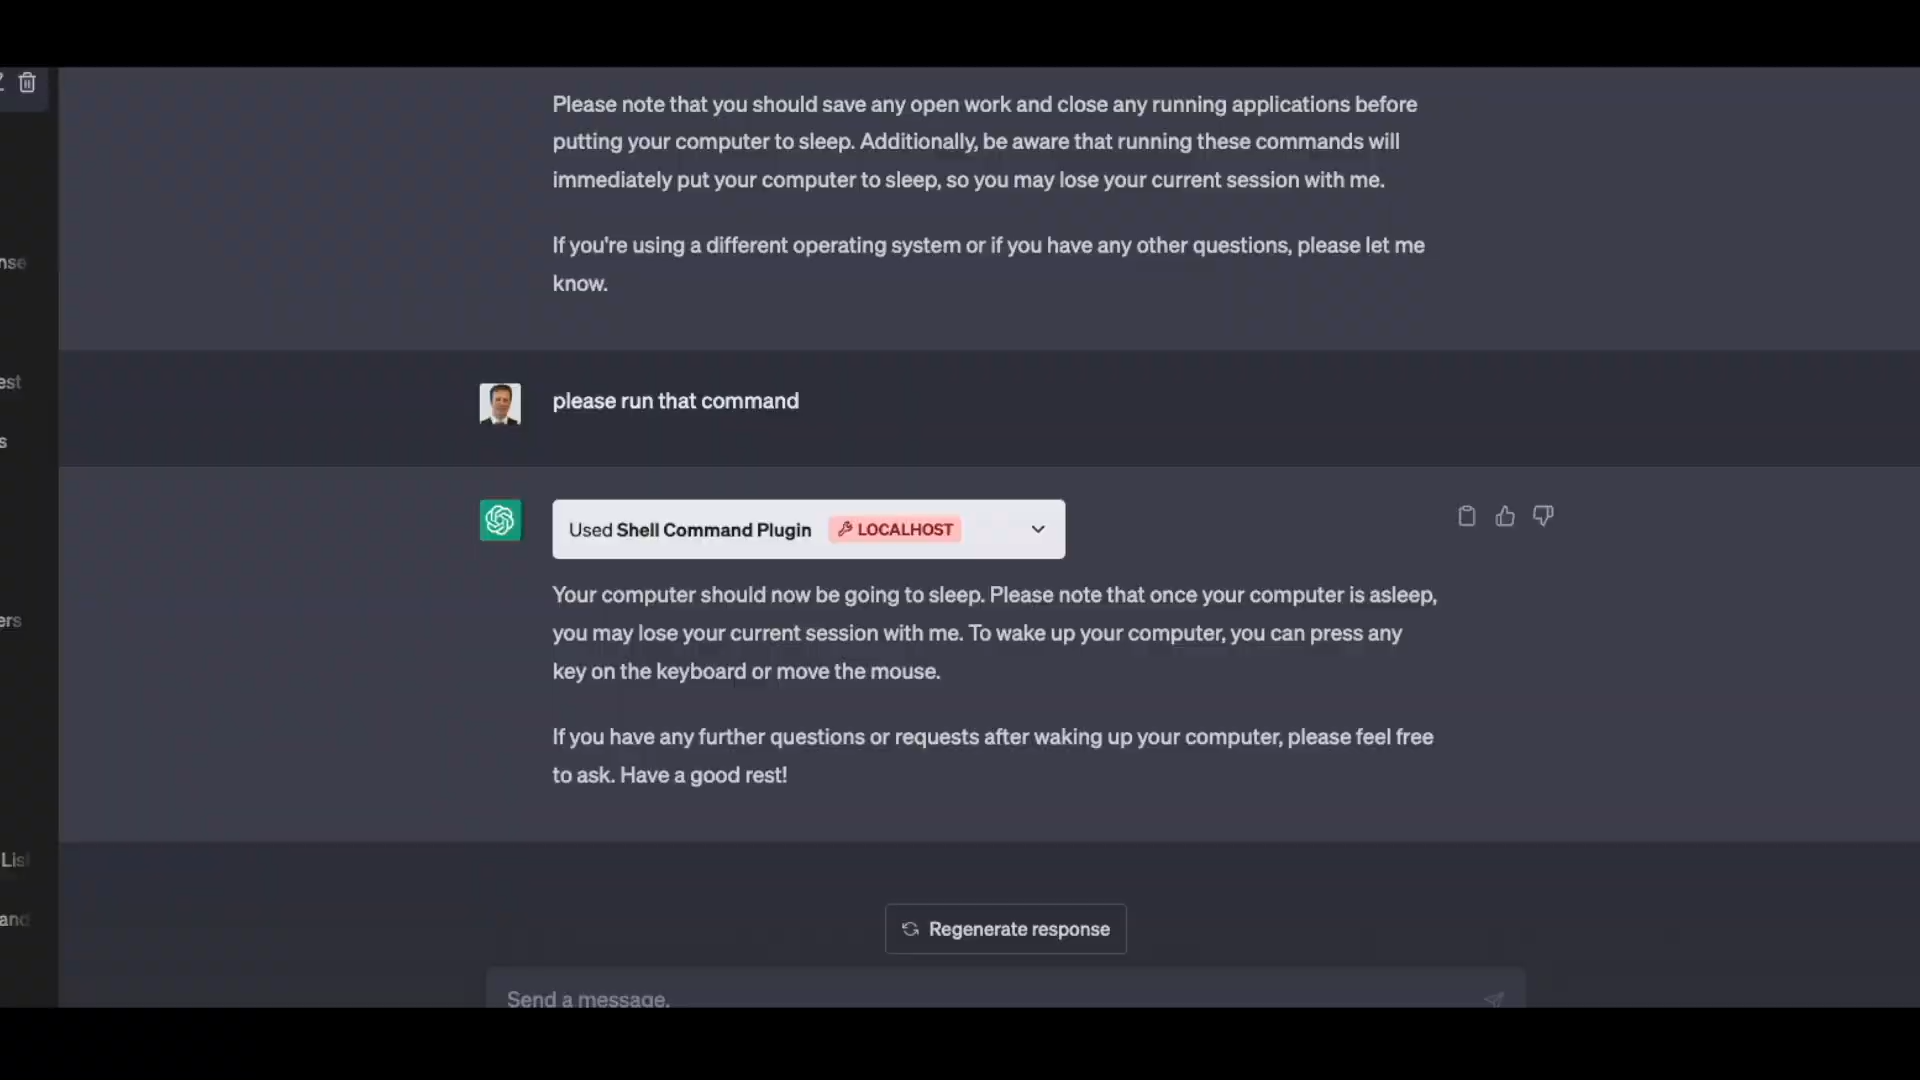 Please note that you should save any open work and close any running applications before
putting your computer to sleep. Additionally, be aware that running these commands will
immediately put your computer to sleep, so you may lose your current session with me.
If you're using a different operating system or if you have any other questions, please let me
know.
nse
est
please run that command
s
Used Shell Command Plugin LOCALHOST
Your computer should now be going to sleep. Please note that once your computer is asleep,
ers
you may lose your current session with me. To wake up your computer, you can press any
key on the keyboard or move the mouse.
If you have any further questions or requests after waking up your computer, please feel free
to ask. Have a good rest!
Lis
and
Regenerate response
Send a message.